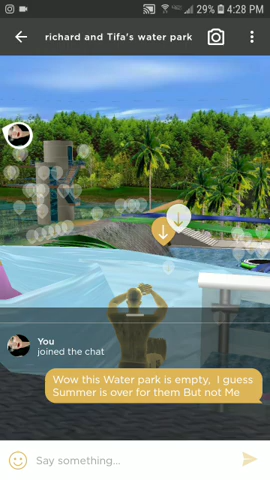 29% 4:28 PM
richard and Tifa's water park
You
joined the chat
Wow this Water park is empty, I guess
Summer is over for them But not Me
Say something...